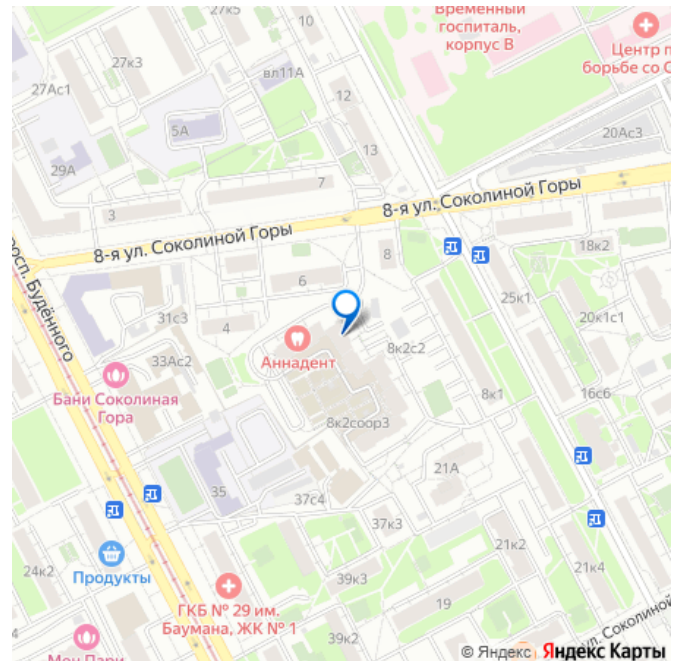 27к5
Временный
госпиталь,
корпус В
10
27к3
Центр п
борьбе со С
27Ас1
вл11А
12
5А
20Ас3
13
29А
7
3
8-я ул. Соколиной Горы
8-я ул. Соколиной Горы
18к2
8
просп. Будённого
6
25к1
31с3
4
20к1с1
33Ас2
Аннадент
8к2с2
Бани Соколиная
Гора
8к1
16с6
8к2соор3
21А
35
37с4
37к3
21к2
24к2
Продукты
39к3
21к4
ГКБ № 29 им.
Баумана, ЖК № 1
19
39к2
ул. Соколиной
Мон Пари
© Яндекс
Яндекс Карты